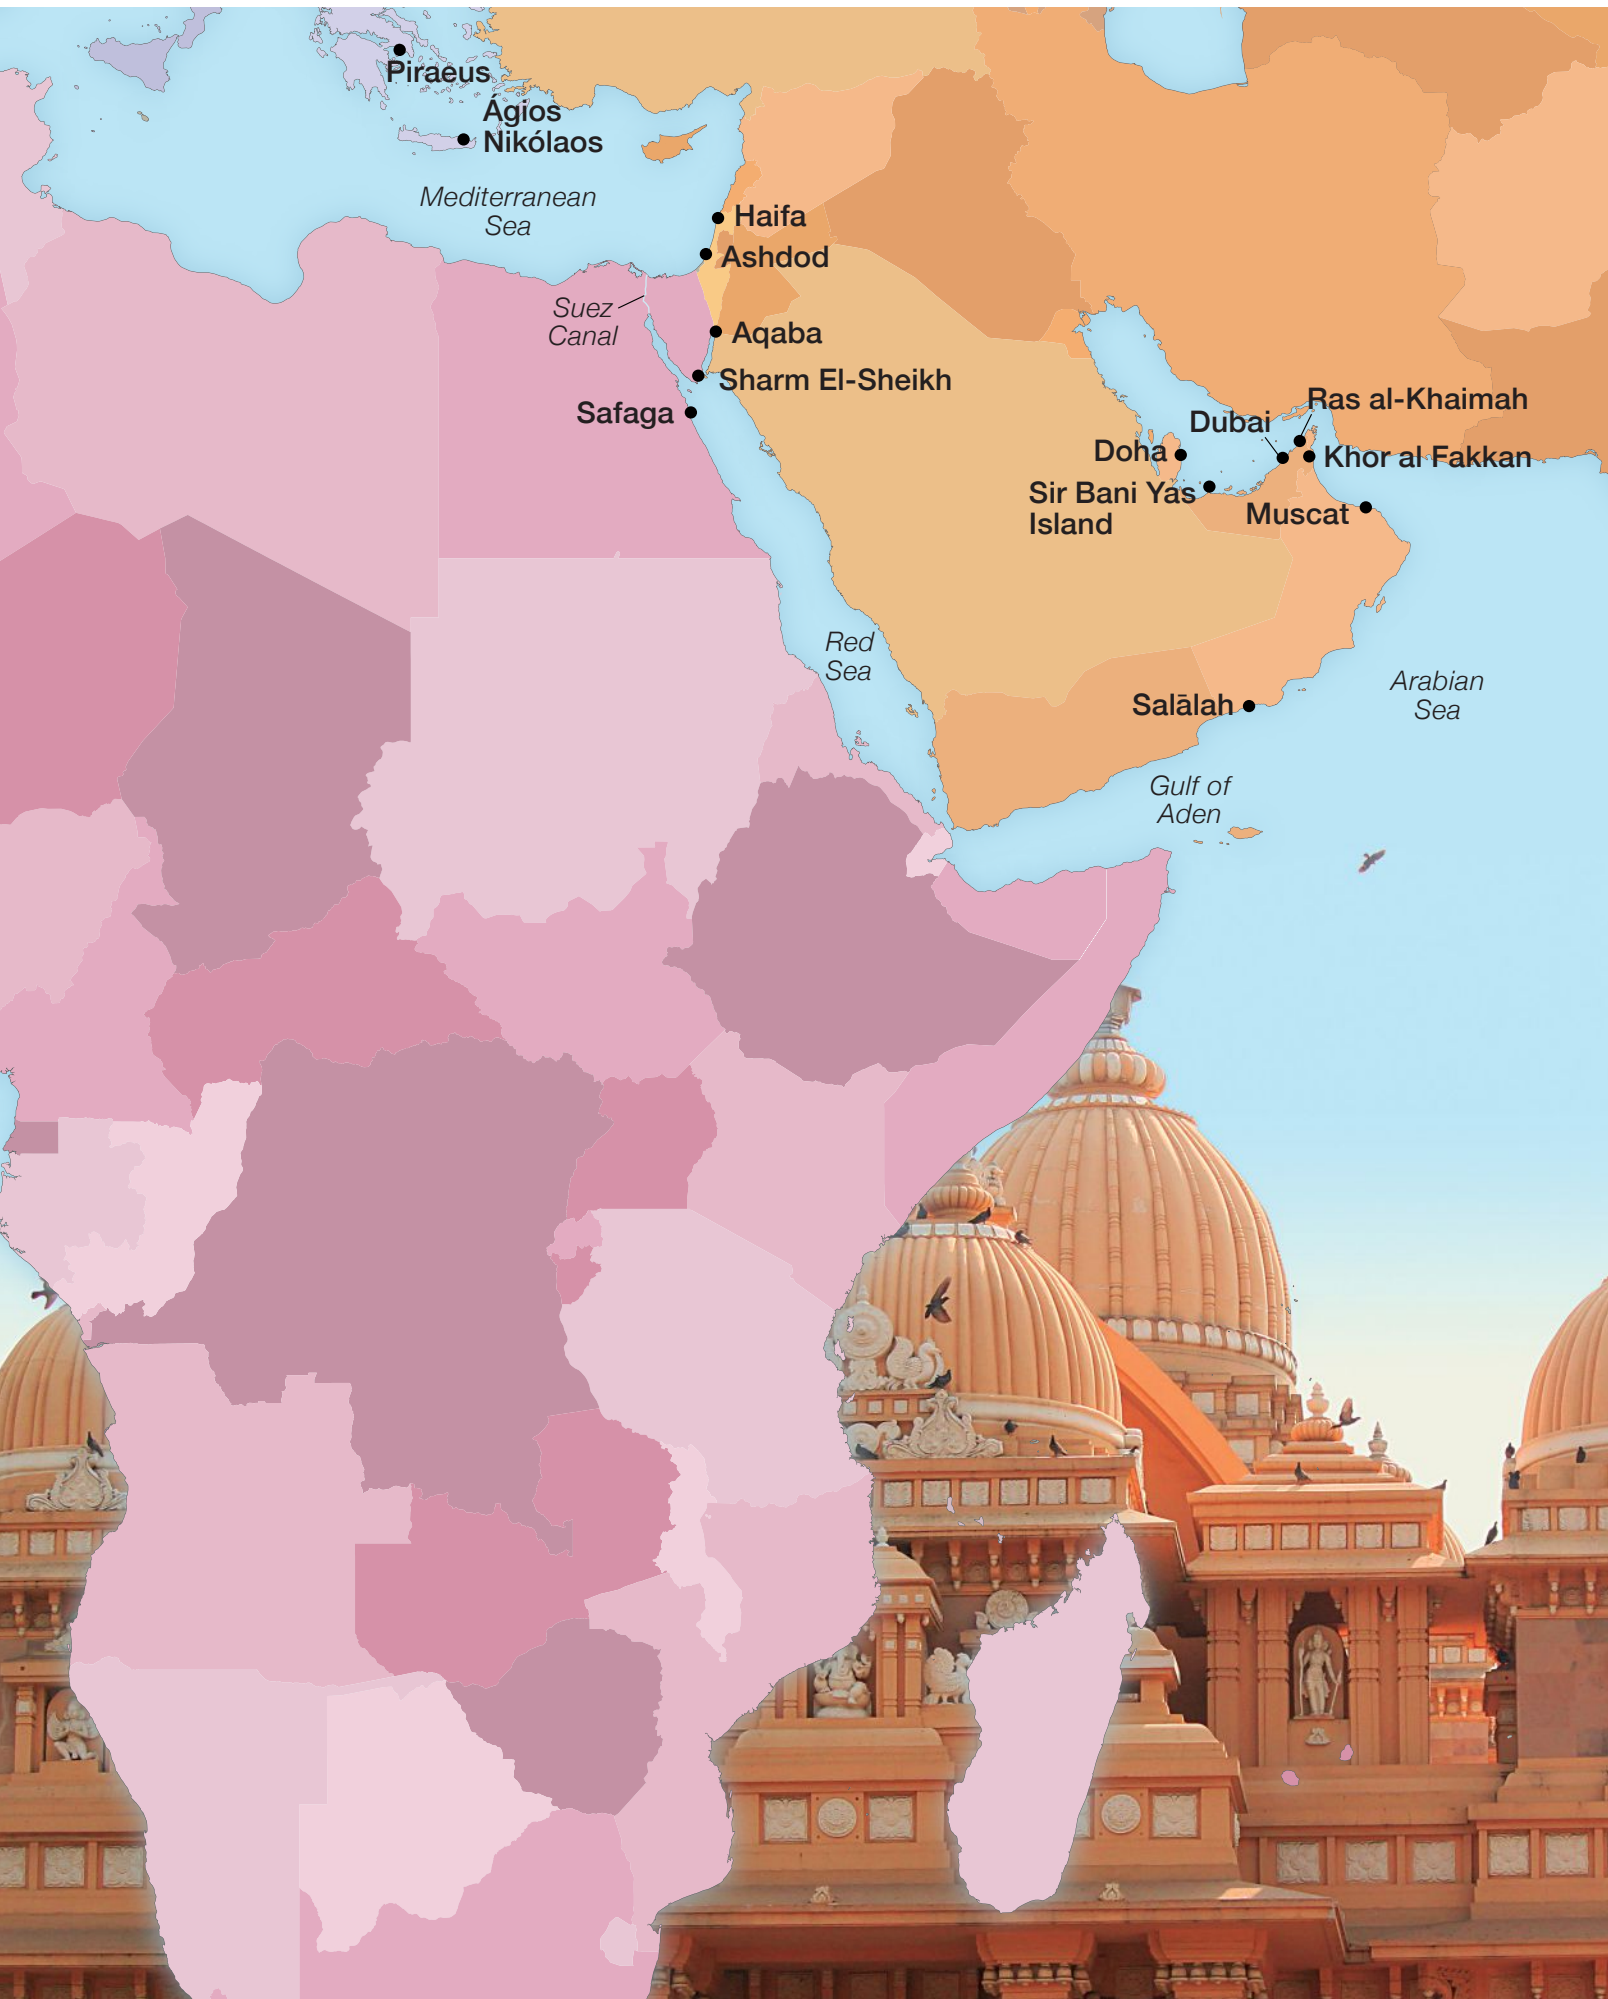 Piraeus
Ágios
Nikólaos
Mediterranean
Sea
Haifa
Ashdod
Suez
Canal
Aqaba
Sharm El-Sheikh
Safaga
Ras al-Khaimah
Dubai
Doha
Khor al Fakkan
Sir Bani Yas
Island
Muscat
Red
Sea
Arabian
Sea
Salālah
Gulf of
Aden